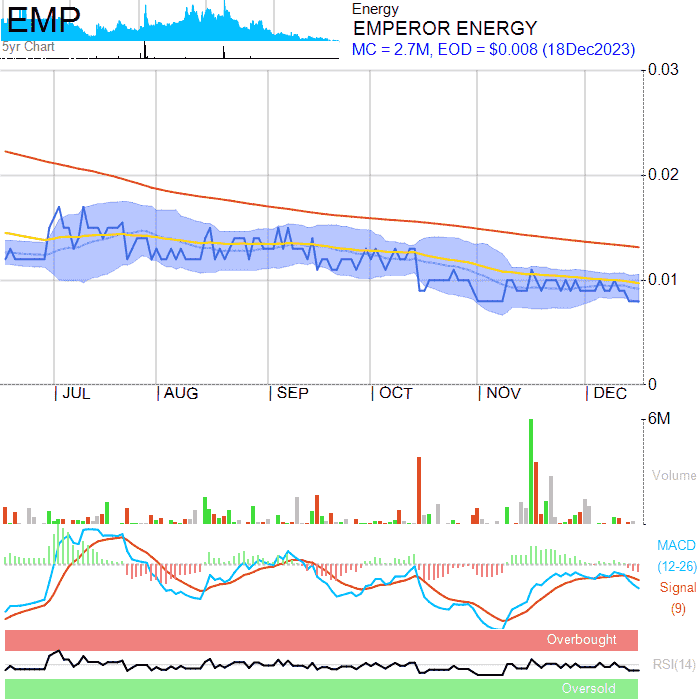 EMP
5yr Chart
Energy
EMPEROR ENERGY
MC = 2.7M, EOD = $0.008 (18Dec2023)
0.03
0.02
0.01
0
JUL AUG SEP OCT NOV DEC
6M
Volume
MACD
(12-26)
Signal
(9)
Overbought
RSI(14)
Oversold